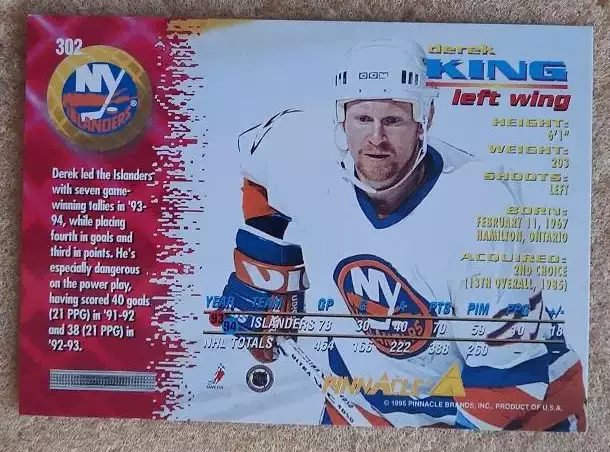 302
NY
ISLANDERS
®
Derek led the Islanders
with seven game-
winning tallies in '93-
94, while placing
fourth in goals and
third in points. He's
especially dangerous
on the power play,
having scored 40 goals
(21 PPG) in '91-92
and 38 (21 PPG) in
'92-93.
CCM
derek
KING
left wing
HEIGHT:
6'1"
WEIGHT:
203
SHOOTS:
LEFT
BORN:
FEBRUARY 11, 1967
HAMILTON, ONTARIO
ACQUIRED:
2ND CHOICE
(13TH OVERALL, 1985)
NY
YEAR TEAM GP G A PTS PIM PPG +/-
93 94 ISLANDERS 78 30 40 70 59 10 18
NHL TOTALS 464 166 222 388 260 – –
PINNACLE
© 1995 PINNACLE BRANDS, INC., PRODUCT OF U.S.A.